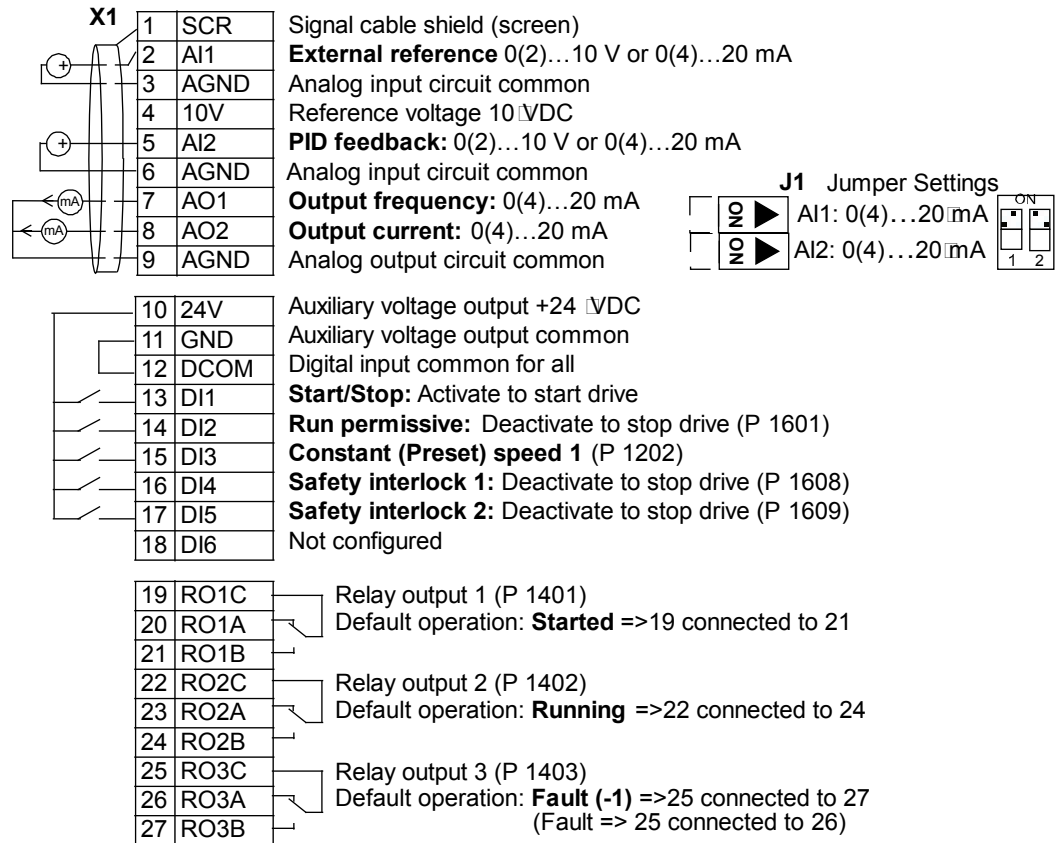 X1
1 SCR Signal cable shield (screen)
2 AI1 External reference 0(2)…10 V or 0(4)…20 mA
3 AGND Analog input circuit common
4 10V Reference voltage 10 VDC
5 AI2 PID feedback: 0(2)…10 V or 0(4)…20 mA
6 AGND Analog input circuit common
7 AO1 Output frequency: 0(4)…20 mA
8 AO2 Output current: 0(4)…20 mA
9 AGND Analog output circuit common
+
+
mA
mA
J1 Jumper Settings
ON AI1: 0(4)…20 mA
ON AI2: 0(4)…20 mA
ON
1 2
10 24V Auxiliary voltage output +24 VDC
11 GND Auxiliary voltage output common
12 DCOM Digital input common for all
13 DI1 Start/Stop: Activate to start drive
14 DI2 Run permissive: Deactivate to stop drive (P 1601)
15 DI3 Constant (Preset) speed 1 (P 1202)
16 DI4 Safety interlock 1: Deactivate to stop drive (P 1608)
17 DI5 Safety interlock 2: Deactivate to stop drive (P 1609)
18 DI6 Not configured
19 RO1C Relay output 1 (P 1401)
20 RO1A Default operation: Started =>19 connected to 21
21 RO1B
22 RO2C Relay output 2 (P 1402)
23 RO2A Default operation: Running =>22 connected to 24
24 RO2B
25 RO3C Relay output 3 (P 1403)
26 RO3A Default operation: Fault (-1) =>25 connected to 27
27 RO3B (Fault => 25 connected to 26)